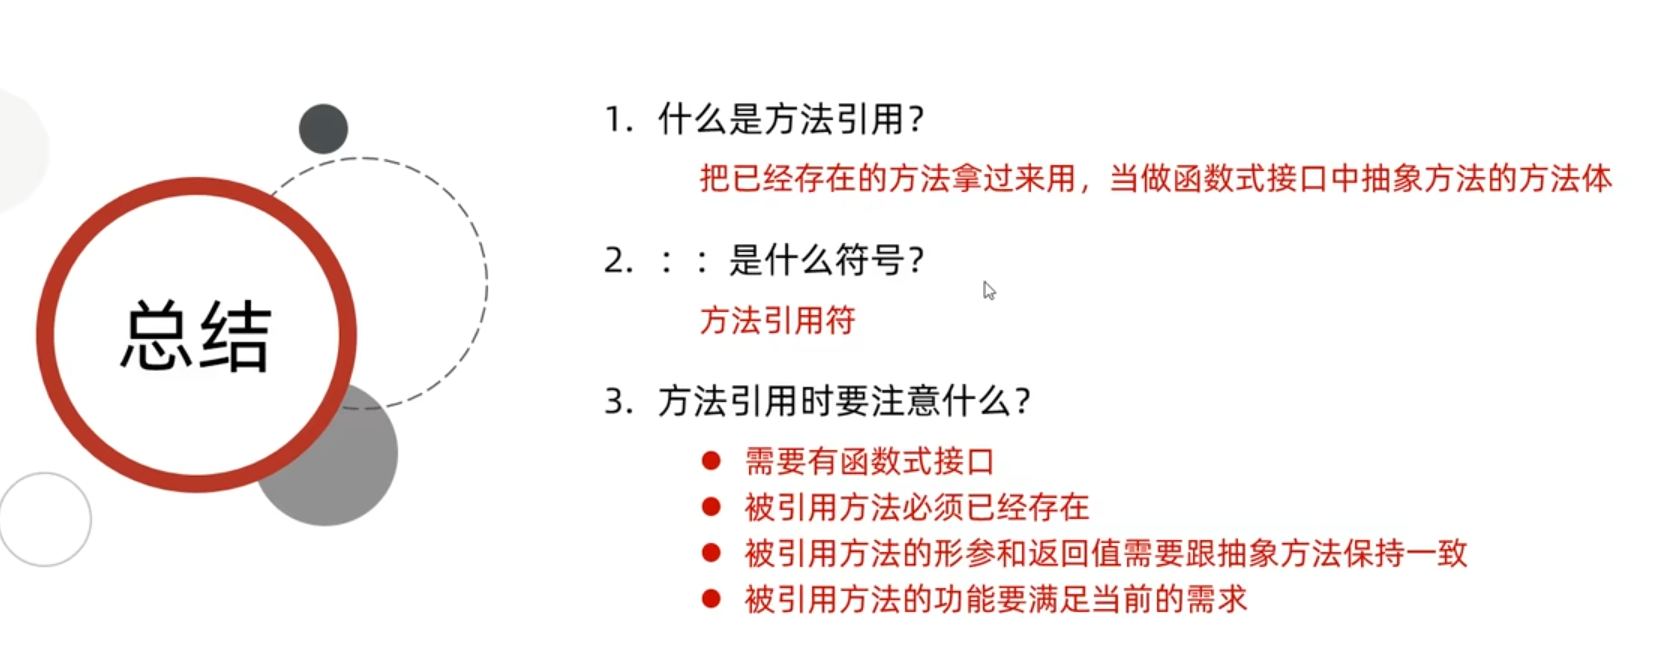 总结
1. 什么是方法引用？
把已经存在的方法拿过来用，当做函数式接口中抽象方法的方法体
2. ：：是什么符号？
方法引用符
3. 方法引用时要注意什么？
● 需要有函数式接口
● 被引用方法必须已经存在
● 被引用方法的形参和返回值需要跟抽象方法保持一致
● 被引用方法的功能要满足当前的需求